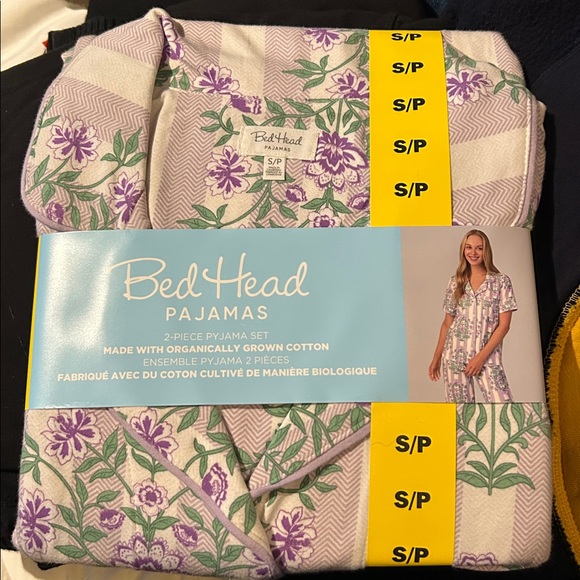 S/P
S/P
S/P
S/P
S/P
Bed Head
PAJAMAS
S/P
Bed Head
PAJAMAS
2-PIECE PYJAMA SET
MADE WITH ORGANICALLY GROWN COTTON
ENSEMBLE PYJAMA 2 PIÈCES
FABRIQUÉ AVEC DU COTON CULTIVÉ DE MANIÈRE BIOLOGIQUE
S/P
S/P
S/P